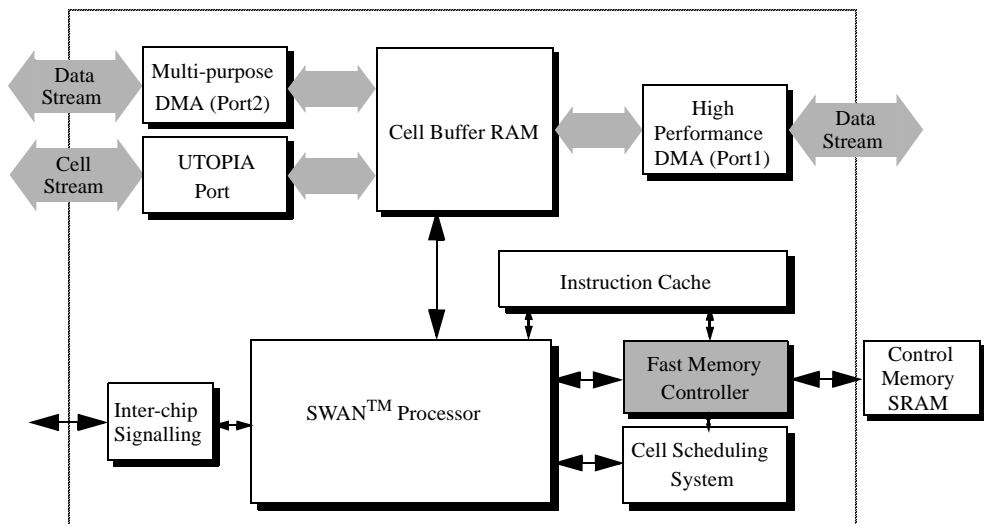 Data
Stream
Multi-purpose
DMA (Port2)
Cell Buffer RAM
High
Performance
DMA (Port1)
Data
Stream
Cell
Stream
UTOPIA
Port
Instruction Cache
SWAN™ Processor
Fast Memory
Controller
Control
Memory
SRAM
Inter-chip
Signalling
Cell Scheduling
System